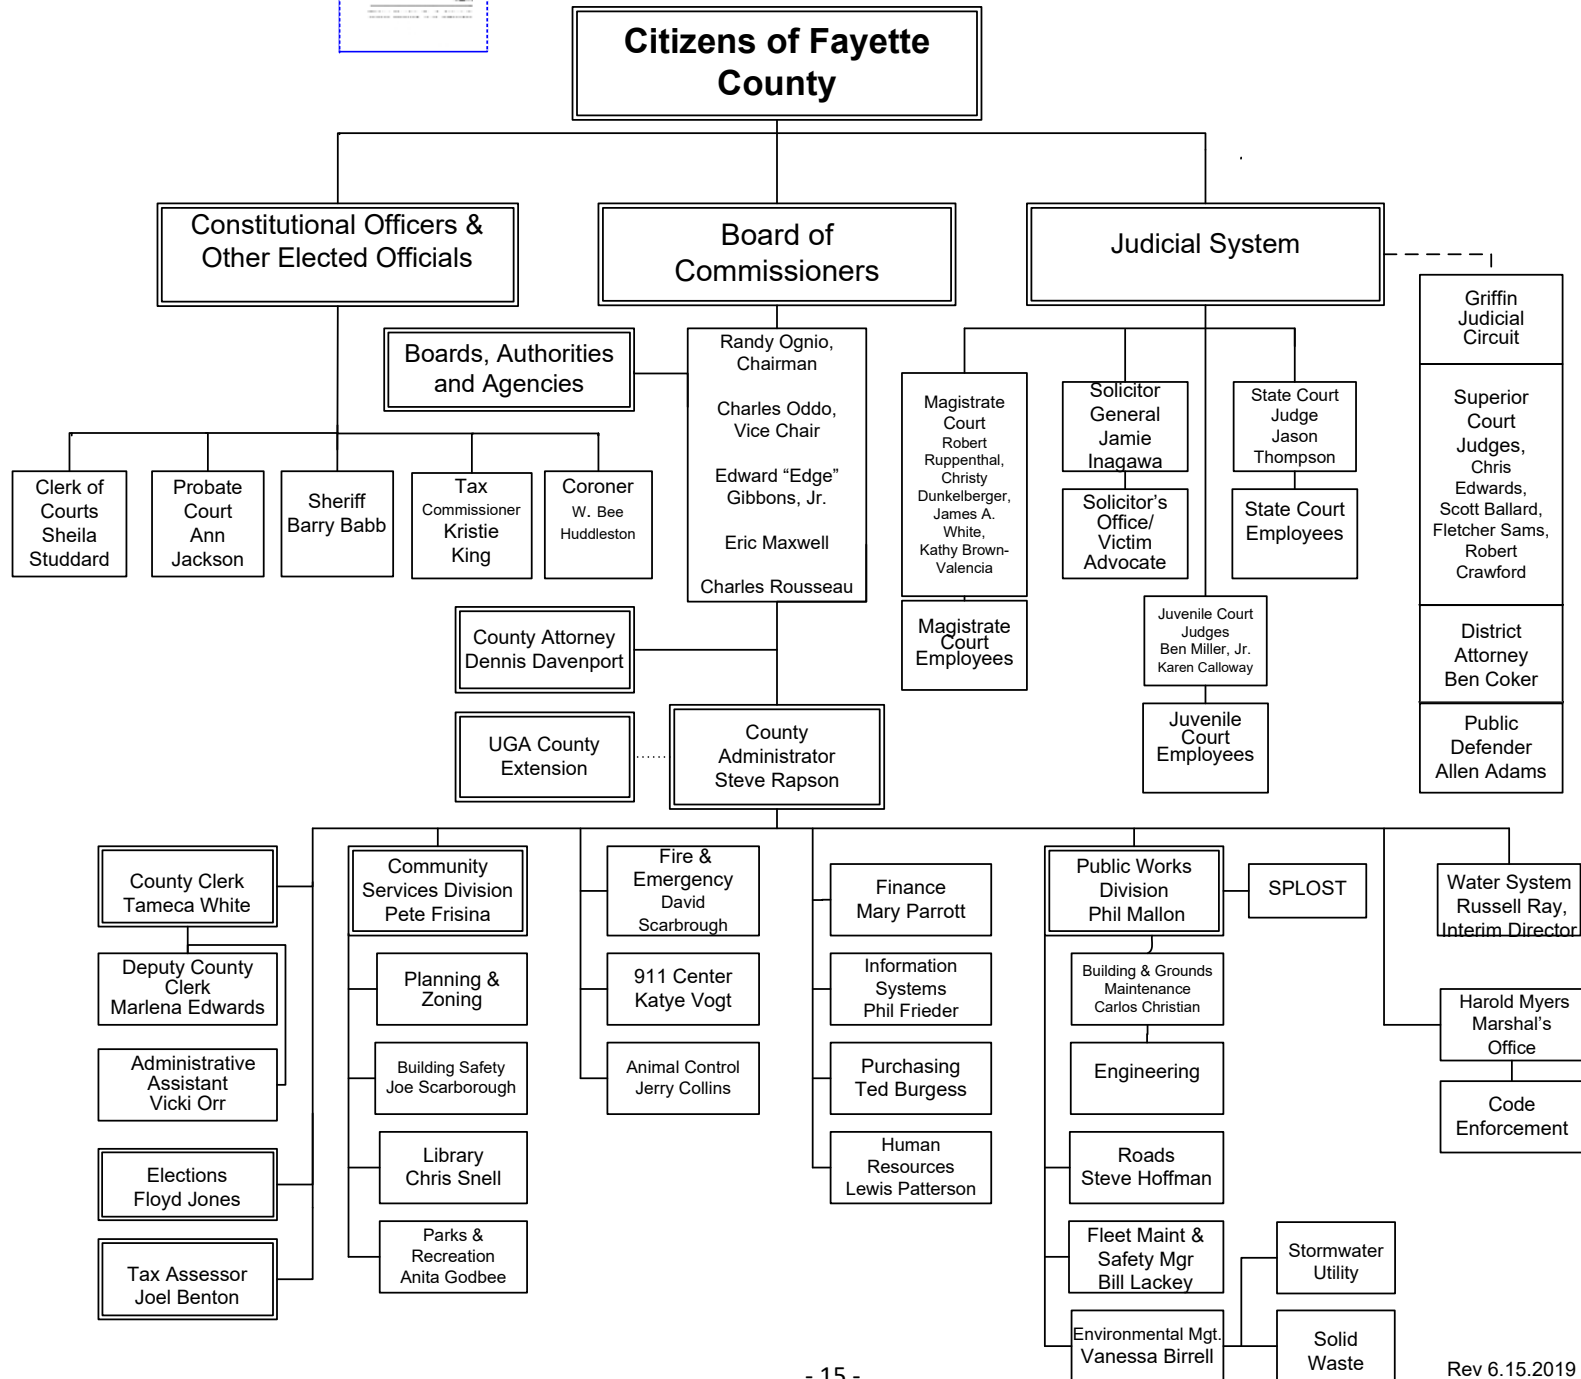 Citizens of Fayette
County
Constitutional Officers &
Other Elected Officials
Board of
Commissioners
Judicial System
Griffin
Judicial
Circuit
Boards, Authorities
and Agencies
Randy Ognio,
Chairman
Charles Oddo,
Vice Chair
Edward “Edge”
Gibbons, Jr.
Eric Maxwell
Charles Rousseau
Clerk of
Courts
Sheila
Studdard
Probate
Court
Ann
Jackson
Sheriff
Barry Babb
Tax
Commissioner
Kristie
King
Coroner
W. Bee
Huddleston
Magistrate
Court
Robert
Ruppenthal,
Christy
Dunkelberger,
James A.
White,
Kathy Brown-
Valencia
Magistrate
Court
Employees
Solicitor
General
Jamie
Inagawa
Solicitor’s
Office/
Victim
Advocate
State Court
Judge
Jason
Thompson
State Court
Employees
Juvenile Court
Judges
Ben Miller, Jr.
Karen Calloway
Juvenile
Court
Employees
Superior
Court
Judges,
Chris
Edwards,
Scott Ballard,
Fletcher Sams,
Robert
Crawford
District
Attorney
Ben Coker
Public
Defender
Allen Adams
County Attorney
Dennis Davenport
UGA County
Extension
County
Administrator
Steve Rapson
County Clerk
Tameca White
Deputy County
Clerk
Marlena Edwards
Administrative
Assistant
Vicki Orr
Elections
Floyd Jones
Tax Assessor
Joel Benton
Community
Services Division
Pete Frisina
Planning &
Zoning
Building Safety
Joe Scarborough
Library
Chris Snell
Parks &
Recreation
Anita Godbee
Fire &
Emergency
David
Scarbrough
911 Center
Katye Vogt
Animal Control
Jerry Collins
Finance
Mary Parrott
Information
Systems
Phil Frieder
Purchasing
Ted Burgess
Human
Resources
Lewis Patterson
Public Works
Division
Phil Mallon
SPLOST
Building & Grounds
Maintenance
Carlos Christian
Engineering
Roads
Steve Hoffman
Fleet Maint &
Safety Mgr
Bill Lackey
Environmental Mgt.
Vanessa Birrell
Stormwater
Utility
Solid
Waste
Water System
Russell Ray,
Interim Director
Harold Myers
Marshal’s
Office
Code
Enforcement
- 15 -
Rev 6.15.2019